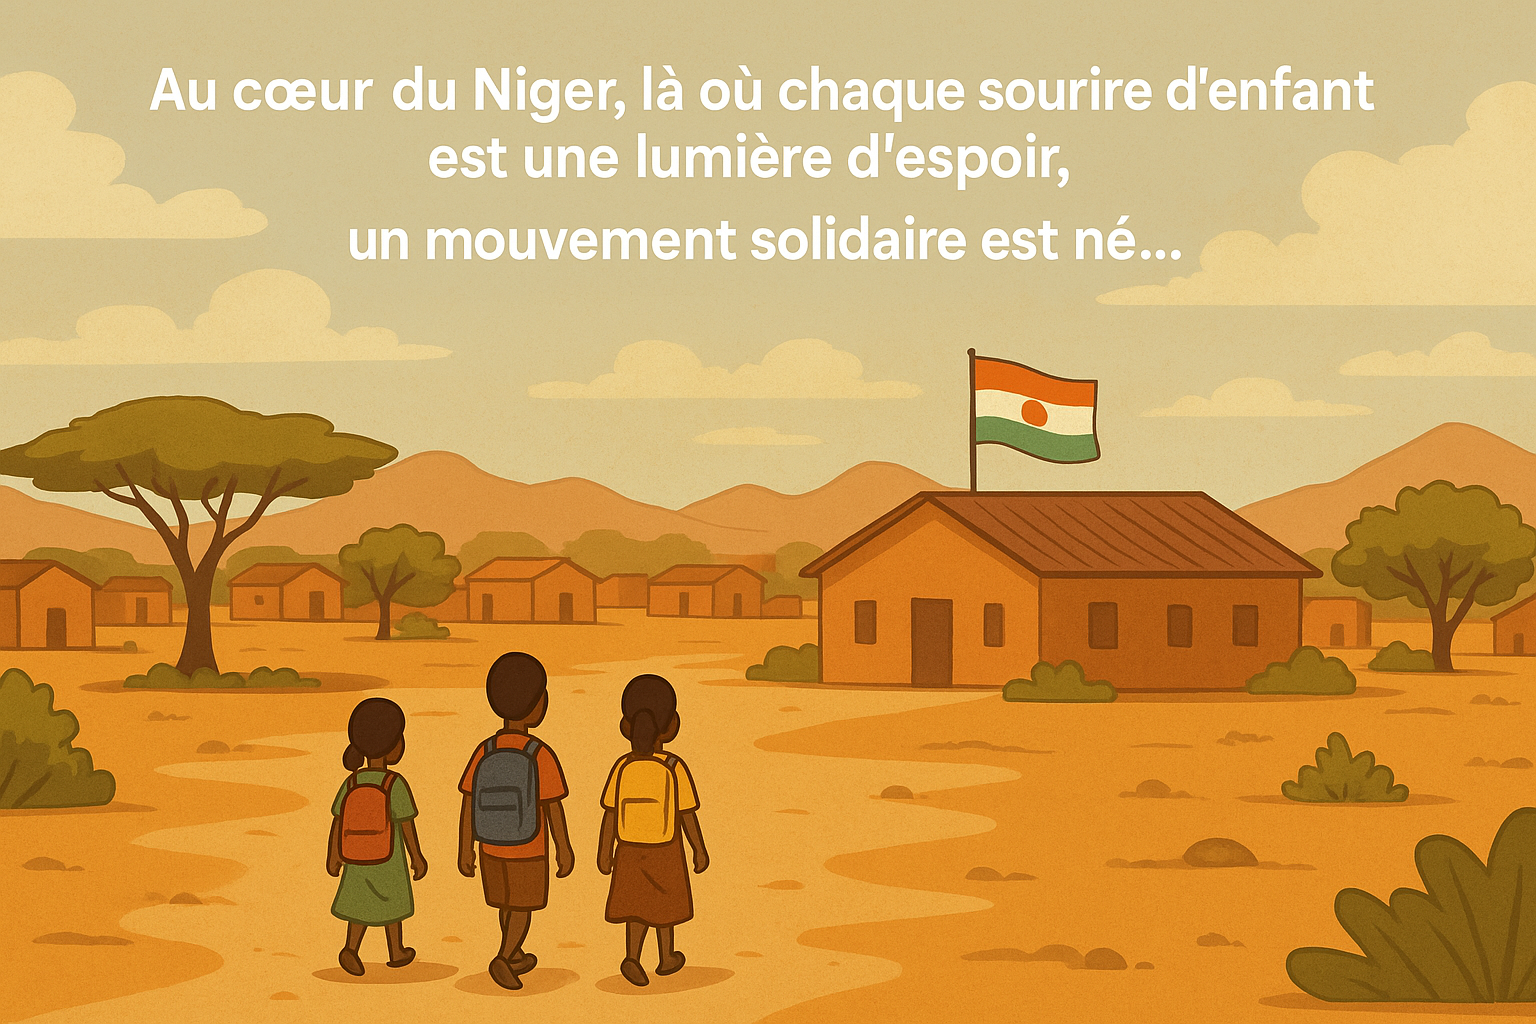 Au cœur du Niger, là où chaque sourire d'enfant
est une lumière d'espoir,
un mouvement solidaire est né...